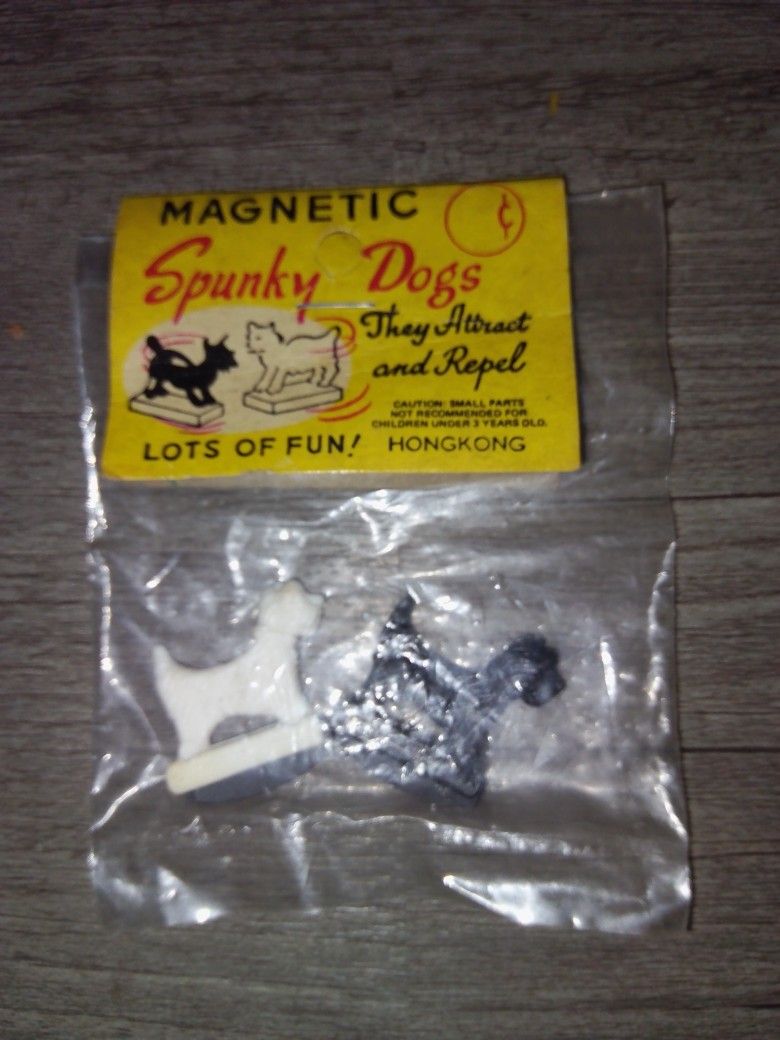 MAGNETIC
¢
Spunky Dogs
They Attract
and Repel
CAUTION: SMALL PARTS
NOT RECOMMENDED FOR
CHILDREN UNDER 3 YEARS OLD.
LOTS OF FUN! HONGKONG